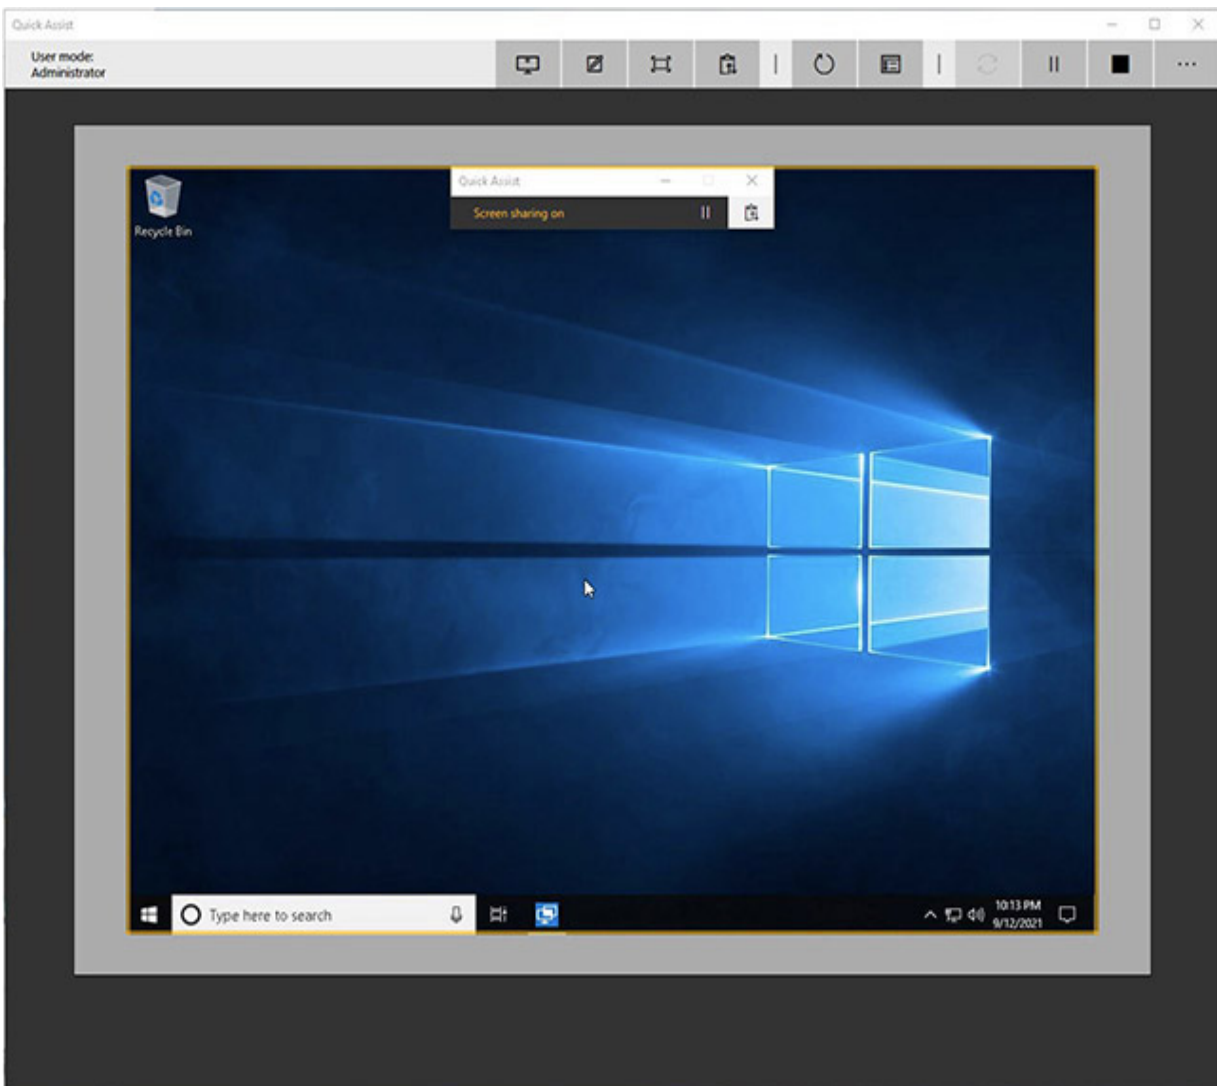 Quick Assist
User mode:
Administrator
Quick Assist
Screen sharing on
Recycle Bin
Type here to search
10:13 PM
9/12/2021